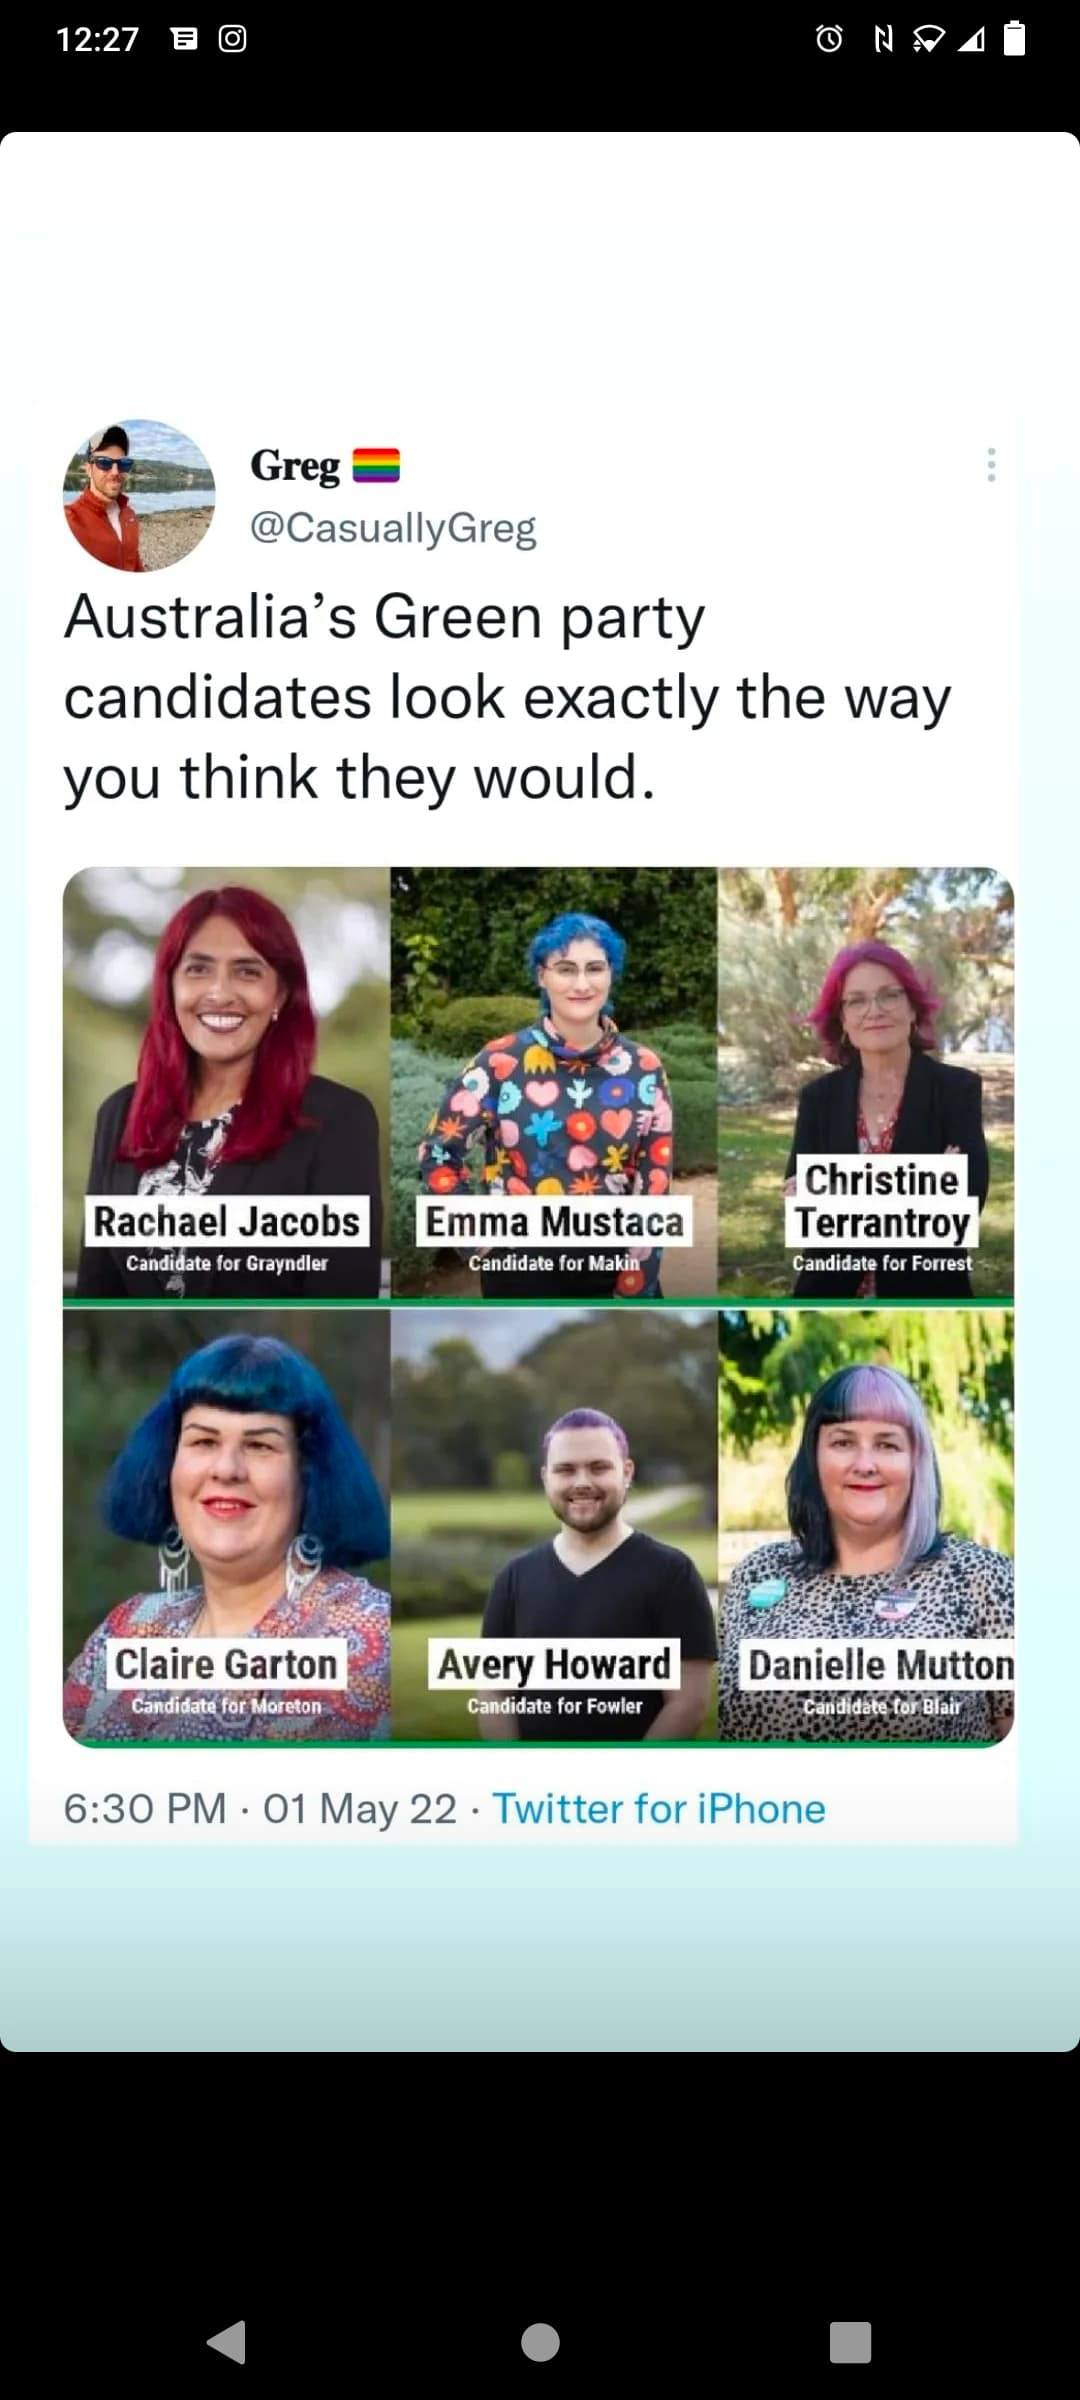 12:27
Greg 🏳️‍🌈
@CasuallyGreg
Australia’s Green party
candidates look exactly the way
you think they would.
Rachael Jacobs
Candidate for Grayndler
Emma Mustaca
Candidate for Makin
Christine
Terrantroy
Candidate for Forrest
Claire Garton
Candidate for Moreton
Avery Howard
Candidate for Fowler
Danielle Mutton
Candidate for Blair
6:30 PM · 01 May 22 · Twitter for iPhone